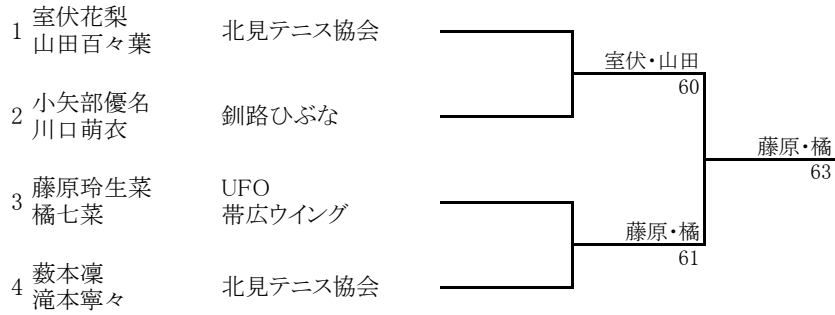 1 室伏花梨 山田百々葉 北見テニス協会
室伏・山田
60
2 小矢部優名 川口萌衣 釧路ひぶな
藤原・橘
63
3 藤原玲生菜 橘七菜 UFO 帯広ウイング
藤原・橘
61
4 薮本凜 滝本寧々 北見テニス協会